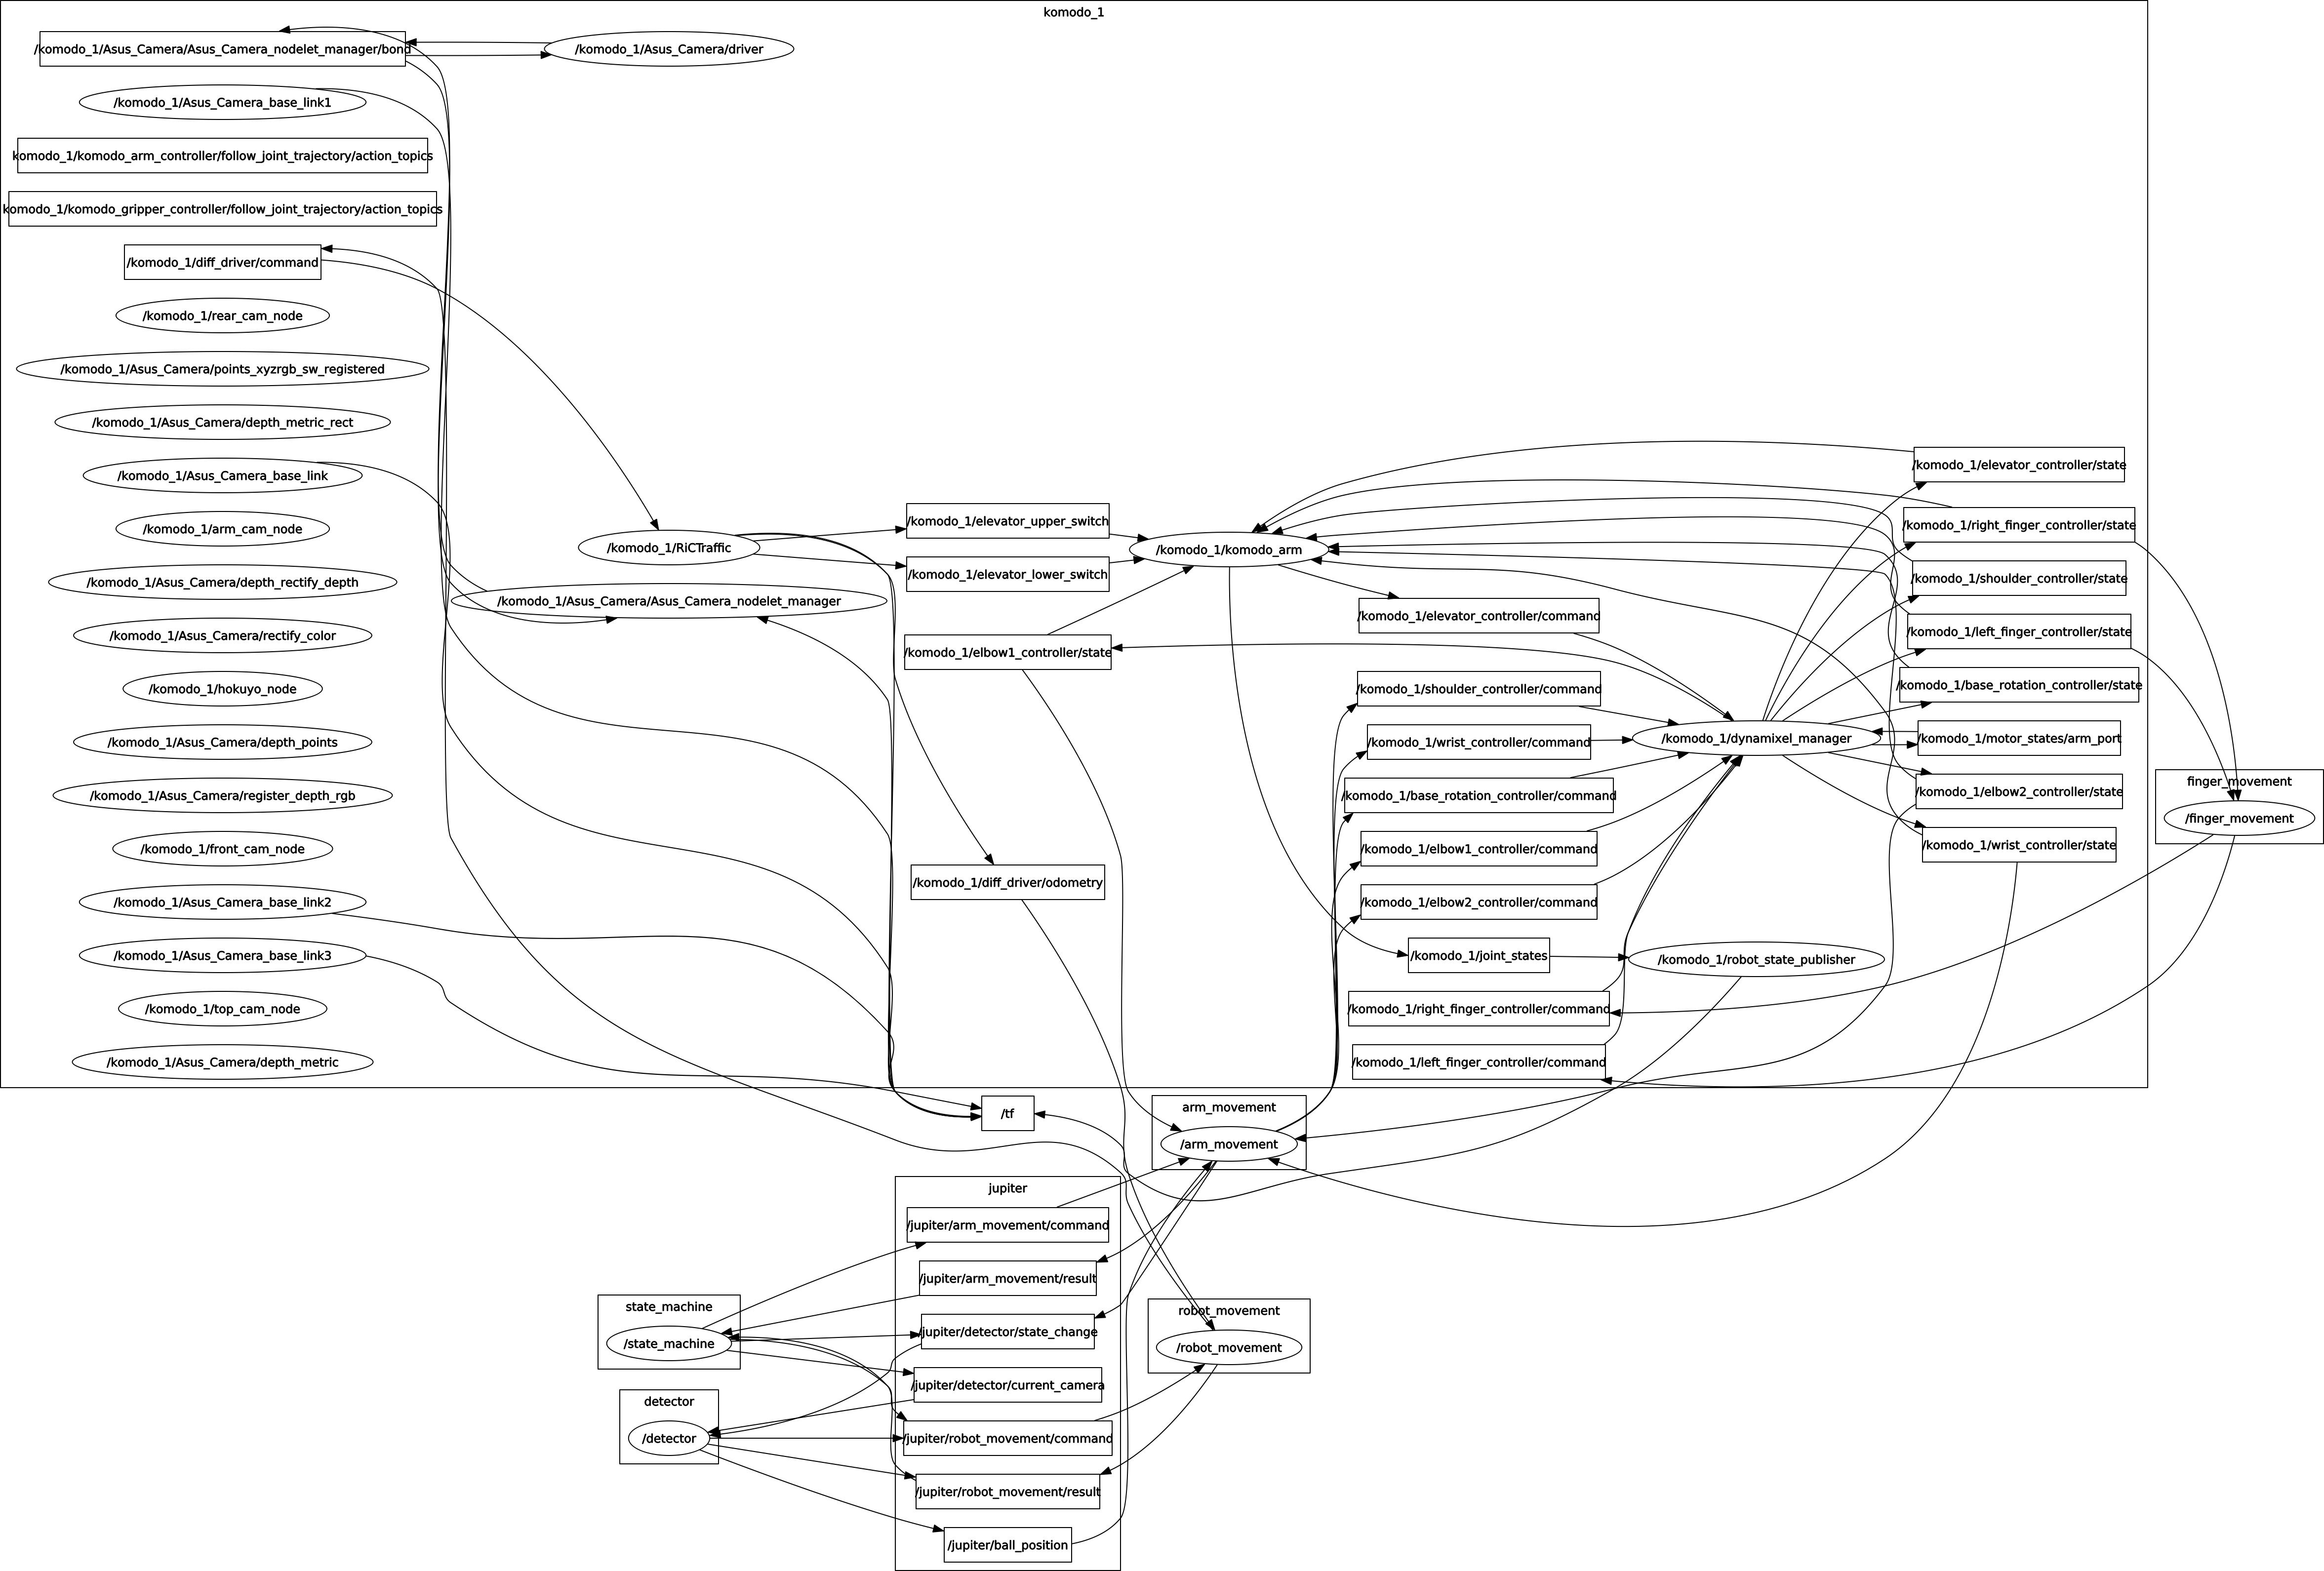 komodo_1
/komodo_1/Asus_Camera/Asus_Camera_nodelet_manager/bond
/komodo_1/Asus_Camera/driver
/komodo_1/Asus_Camera_base_link1
komodo_1/komodo_arm_controller/follow_joint_trajectory/action_topics
komodo_1/komodo_gripper_controller/follow_joint_trajectory/action_topics
/komodo_1/diff_driver/command
/komodo_1/rear_cam_node
/komodo_1/Asus_Camera/points_xyzrgb_sw_registered
/komodo_1/Asus_Camera/depth_metric_rect
/komodo_1/Asus_Camera_base_link
/komodo_1/arm_cam_node
/komodo_1/Asus_Camera/depth_rectify_depth
/komodo_1/Asus_Camera/rectify_color
/komodo_1/hokuyo_node
/komodo_1/Asus_Camera/depth_points
/komodo_1/Asus_Camera/register_depth_rgb
/komodo_1/front_cam_node
/komodo_1/Asus_Camera_base_link2
/komodo_1/Asus_Camera_base_link3
/komodo_1/top_cam_node
/komodo_1/Asus_Camera/depth_metric
/komodo_1/RiCTraffic
/komodo_1/Asus_Camera/Asus_Camera_nodelet_manager
/komodo_1/elevator_upper_switch
/komodo_1/elevator_lower_switch
/komodo_1/elbow1_controller/state
/komodo_1/diff_driver/odometry
/tf
/komodo_1/komodo_arm
/komodo_1/elevator_controller/command
/komodo_1/shoulder_controller/command
/komodo_1/wrist_controller/command
/komodo_1/base_rotation_controller/command
/komodo_1/elbow1_controller/command
/komodo_1/elbow2_controller/command
/komodo_1/joint_states
/komodo_1/right_finger_controller/command
/komodo_1/left_finger_controller/command
/komodo_1/dynamixel_manager
/komodo_1/robot_state_publisher
/komodo_1/elevator_controller/state
/komodo_1/right_finger_controller/state
/komodo_1/shoulder_controller/state
/komodo_1/left_finger_controller/state
/komodo_1/base_rotation_controller/state
/komodo_1/motor_states/arm_port
/komodo_1/elbow2_controller/state
/komodo_1/wrist_controller/state
finger_movement
/finger_movement
arm_movement
/arm_movement
jupiter
/jupiter/arm_movement/command
/jupiter/arm_movement/result
/jupiter/detector/state_change
/jupiter/detector/current_camera
/jupiter/robot_movement/command
/jupiter/robot_movement/result
/jupiter/ball_position
state_machine
/state_machine
detector
/detector
robot_movement
/robot_movement